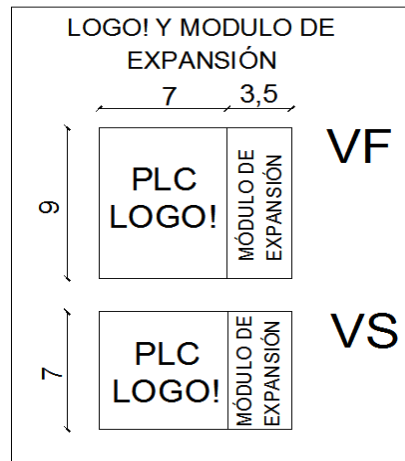 LOGO! Y MODULO DE
EXPANSIÓN
7
3,5
9
PLC
LOGO!
MÓDULO DE
EXPANSIÓN
VF
7
PLC
LOGO!
MÓDULO DE
EXPANSIÓN
VS